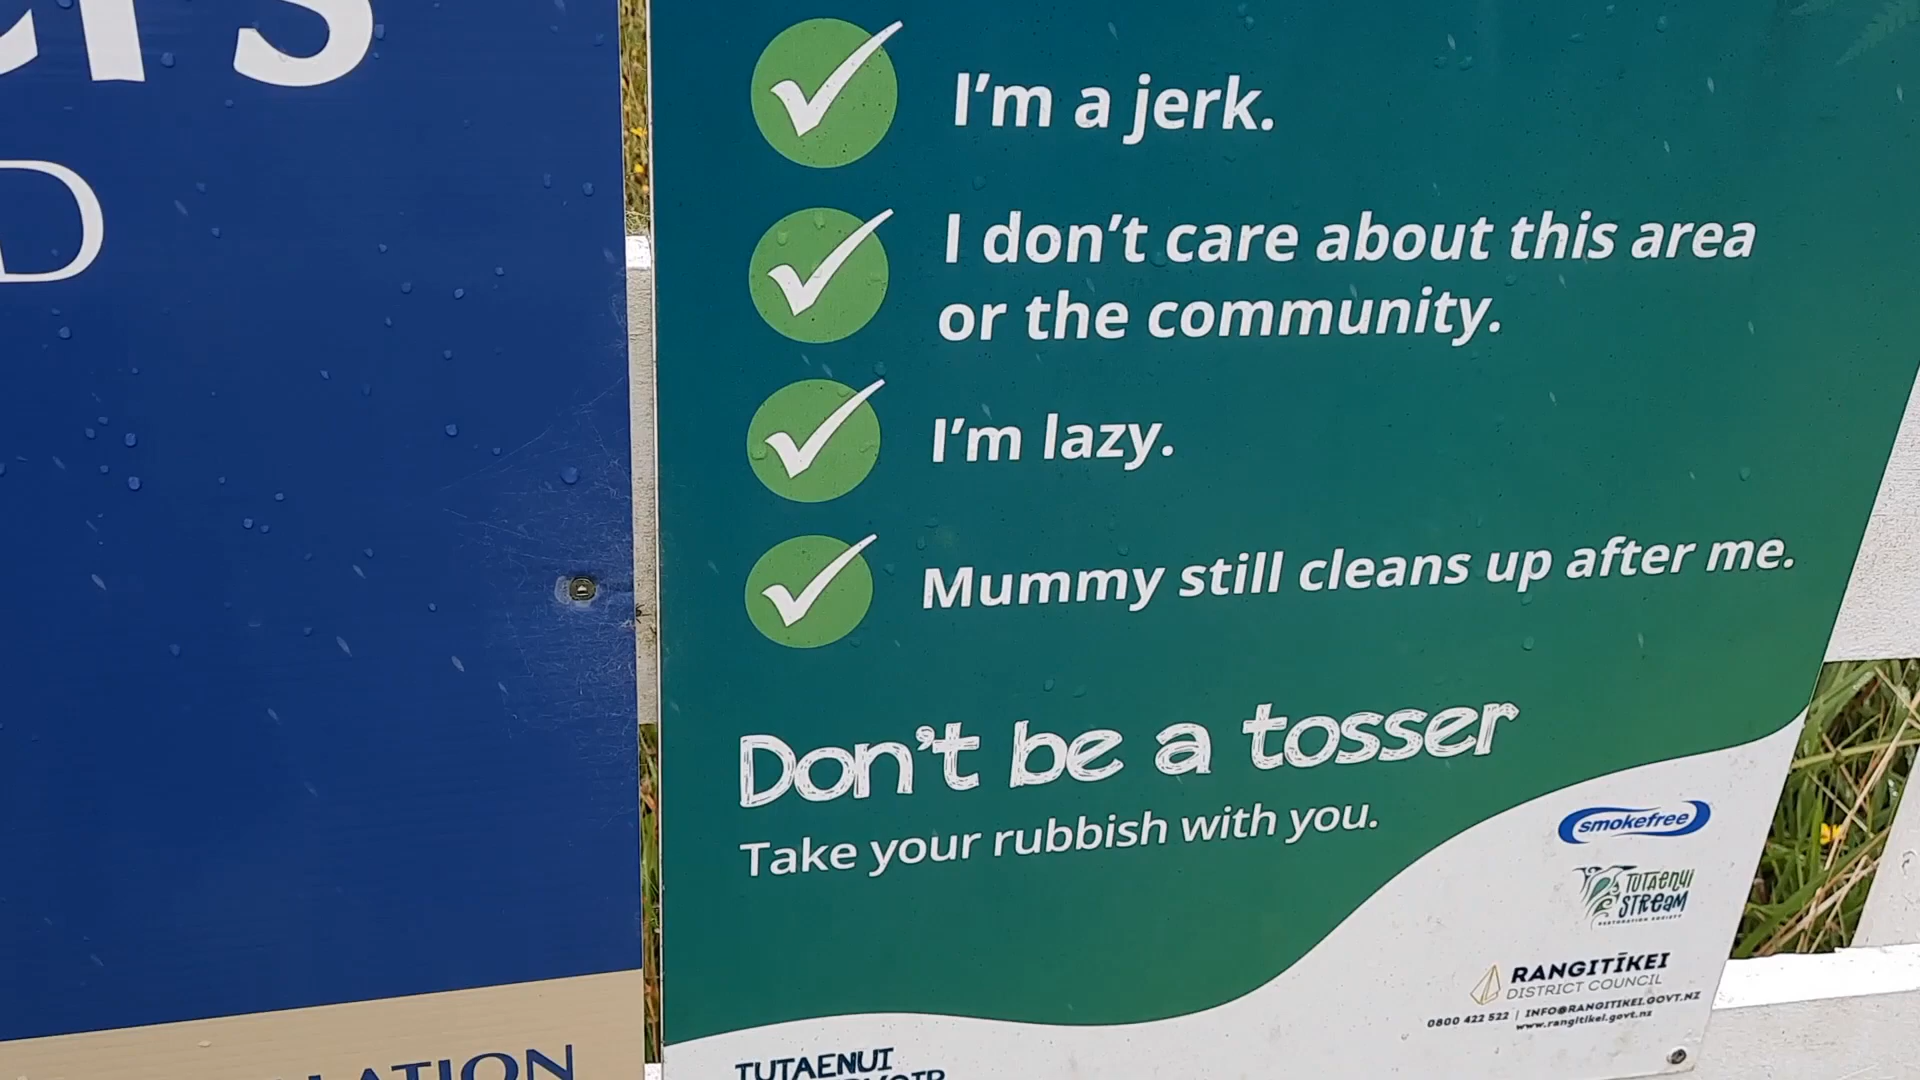 D
I'm a jerk.
I don't care about this area
or the community.
I'm lazy.
Mummy still cleans up after me.
Don't be a tosser
Take your rubbish with you.
smokefree
TUTAENUI
STREAM
RESTORATION SOCIETY
RANGITĪKEI
DISTRICT COUNCIL
0800 422 522 | INFO@RANGITIKEI.GOVT.NZ
www.rangitikei.govt.nz
TUTAENUI